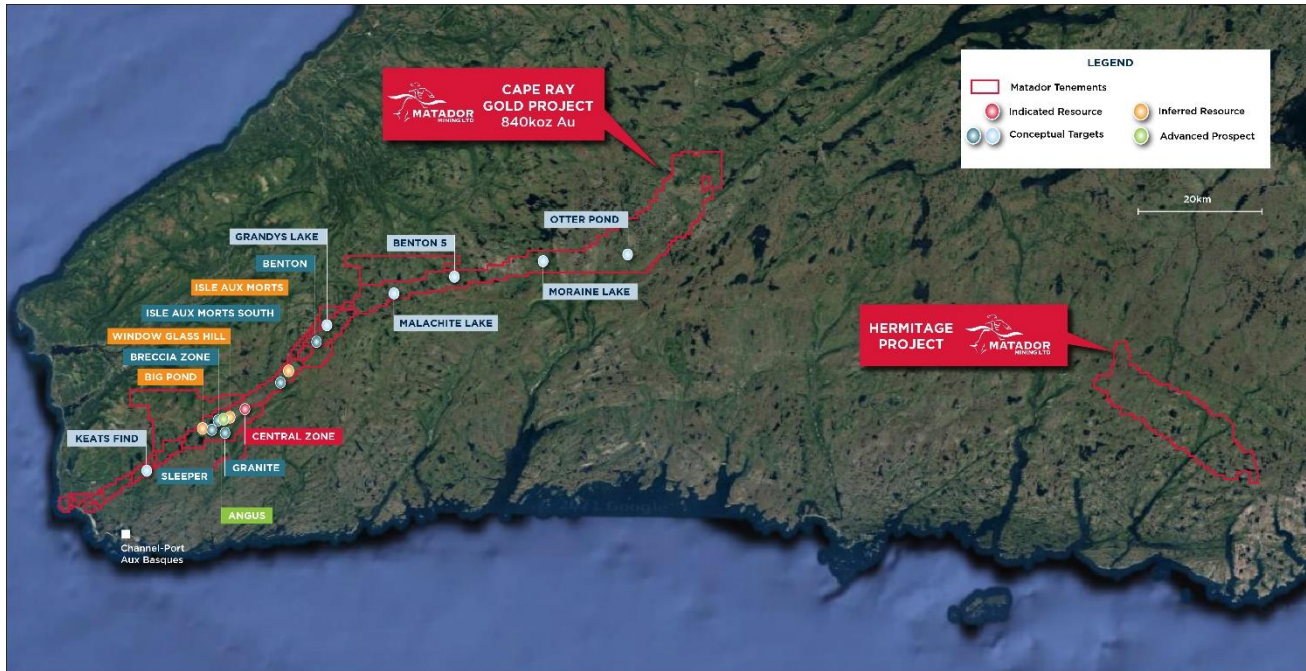 MATADOR
MINING LTD
CAPE RAY
GOLD PROJECT
840koz Au
LEGEND
Matador Tenements
Indicated Resource
Inferred Resource
Conceptual Targets
Advanced Prospect
20km
OTTER POND
GRANDYS LAKE
BENTON 5
BENTON
ISLE AUX MORTS
MORAINE LAKE
ISLE AUX MORTS SOUTH
MALACHITE LAKE
WINDOW GLASS HILL
HERMITAGE
PROJECT
MATADOR
MINING LTD
BRECCIA ZONE
BIG POND
KEATS FIND
CENTRAL ZONE
SLEEPER
GRANITE
ANGUS
Channel-Port
Aux Basques